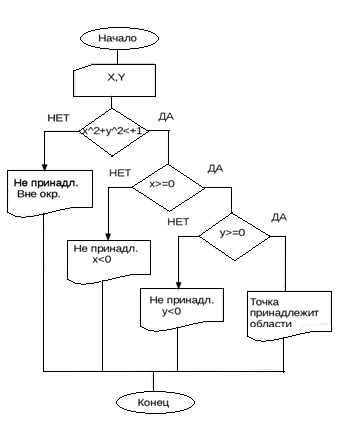 Начало
X,Y
НЕТ
ДА
x^2+y^2<+1
Не принадл.
Вне окр.
НЕТ
ДА
x>=0
НЕТ
ДА
y>=0
Не принадл.
x<0
Не принадл.
y<0
Точка
принадлежит
области
Конец